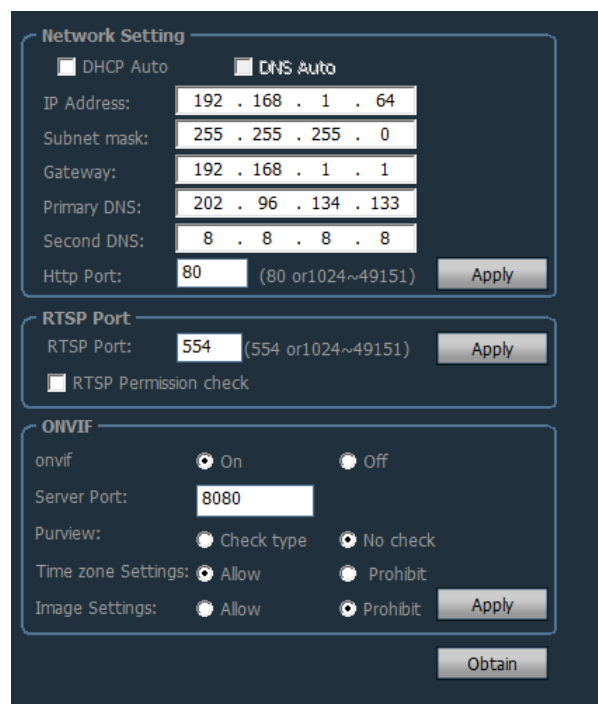 Network Setting
DHCP Auto DNS Auto
IP Address: 192 . 168 . 1 . 64
Subnet mask: 255 . 255 . 255 . 0
Gateway: 192 . 168 . 1 . 1
Primary DNS: 202 . 96 . 134 . 133
Second DNS: 8 . 8 . 8 . 8
Http Port: 80 (80 or1024~49151) Apply
RTSP Port
RTSP Port: 554 (554 or1024~49151) Apply
RTSP Permission check
ONVIF
onvif On Off
Server Port: 8080
Purview: Check type No check
Time zone Settings: Allow Prohibit
Image Settings: Allow Prohibit Apply
Obtain